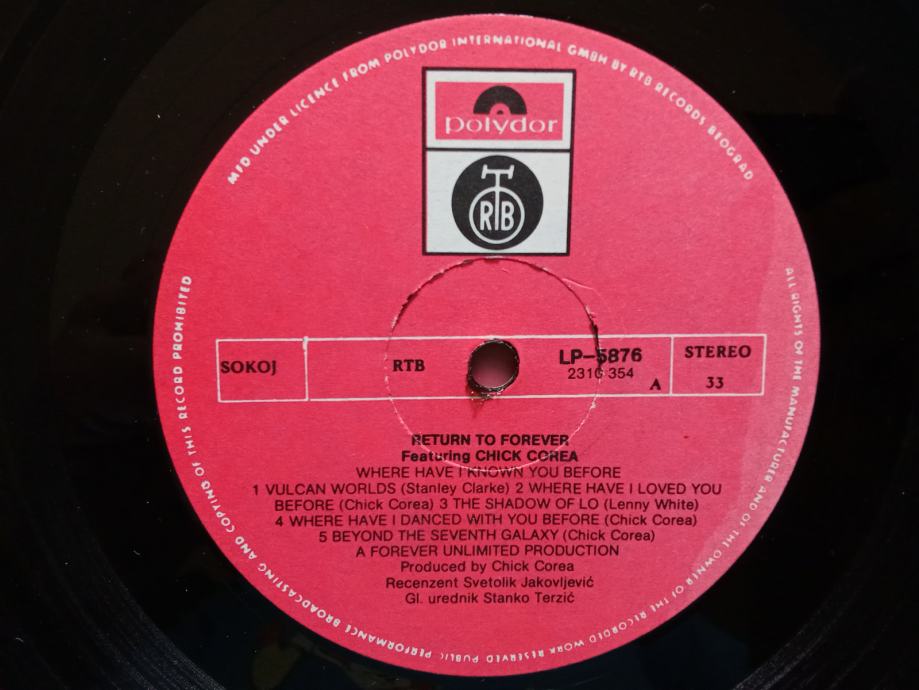 MFD UNDER LICENCE FROM POLYDOR INTERNATIONAL GMBH BY RTB RECORDS BEOGRAD
polydor
RTB
SOKOJ
RTB
LP-5876
2310 354
A
STEREO
33
RETURN TO FOREVER
Featuring CHICK COREA
WHERE HAVE I KNOWN YOU BEFORE
1 VULCAN WORLDS (Stanley Clarke) 2 WHERE HAVE I LOVED YOU
BEFORE (Chick Corea) 3 THE SHADOW OF LO (Lenny White)
4 WHERE HAVE I DANCED WITH YOU BEFORE (Chick Corea)
5 BEYOND THE SEVENTH GALAXY (Chick Corea)
A FOREVER UNLIMITED PRODUCTION
Produced by Chick Corea
Recenzent Svetolik Jakovljević
Gl. urednik Stanko Terzić
ALL RIGHTS OF THE MANUFACTURER AND OF THE OWNER OF THE RECORDED WORK RESERVED PUBLIC PERFORMANCE BROADCASTING AND COPYING OF THIS RECORD PROHIBITED